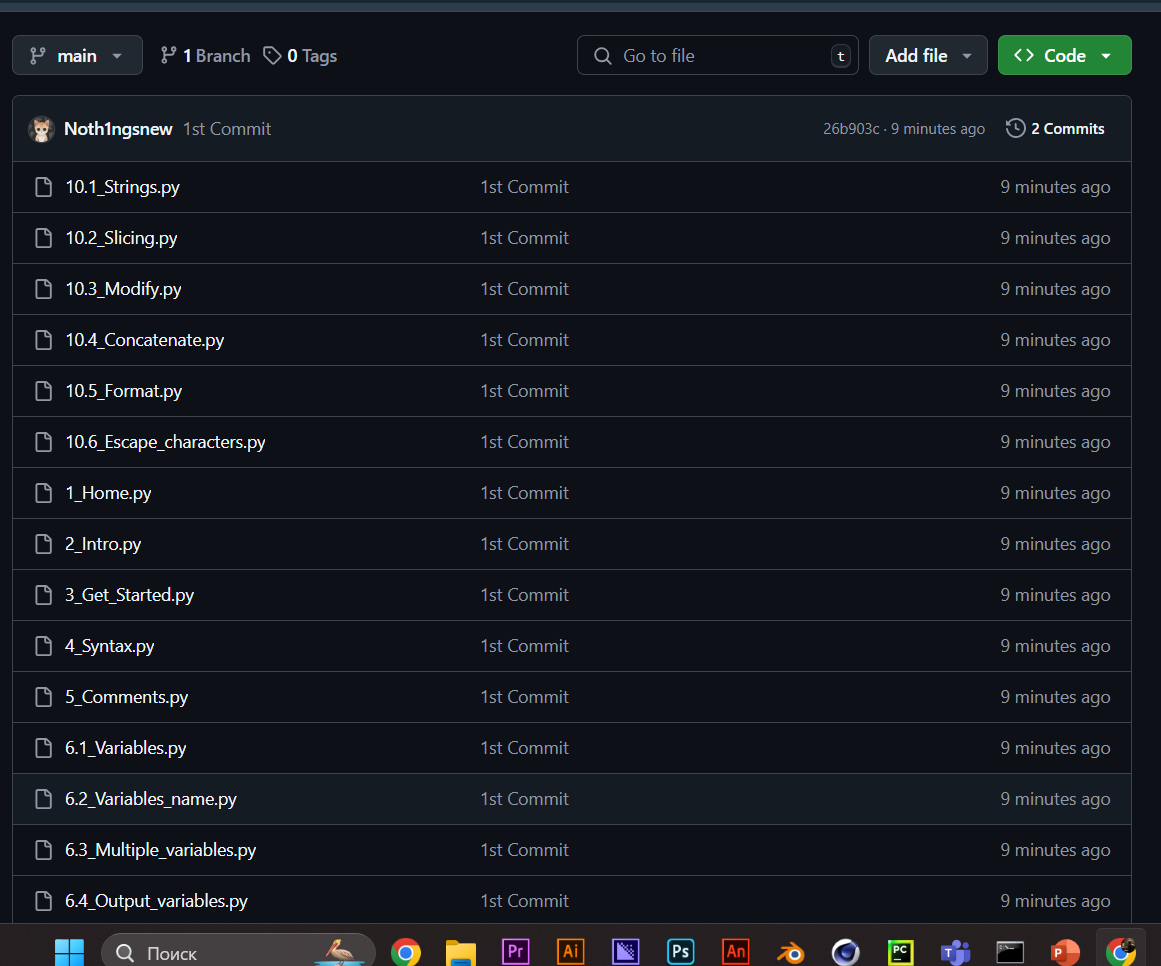 main 1 Branch 0 Tags Go to file t Add file Code
Noth1ngsnew 1st Commit 26b903c · 9 minutes ago 2 Commits
10.1_Strings.py 1st Commit 9 minutes ago
10.2_Slicing.py 1st Commit 9 minutes ago
10.3_Modify.py 1st Commit 9 minutes ago
10.4_Concatenate.py 1st Commit 9 minutes ago
10.5_Format.py 1st Commit 9 minutes ago
10.6_Escape_characters.py 1st Commit 9 minutes ago
1_Home.py 1st Commit 9 minutes ago
2_Intro.py 1st Commit 9 minutes ago
3_Get_Started.py 1st Commit 9 minutes ago
4_Syntax.py 1st Commit 9 minutes ago
5_Comments.py 1st Commit 9 minutes ago
6.1_Variables.py 1st Commit 9 minutes ago
6.2_Variables_name.py 1st Commit 9 minutes ago
6.3_Multiple_variables.py 1st Commit 9 minutes ago
6.4_Output_variables.py 1st Commit 9 minutes ago
Поиск Pr Ai Ps An PC T P